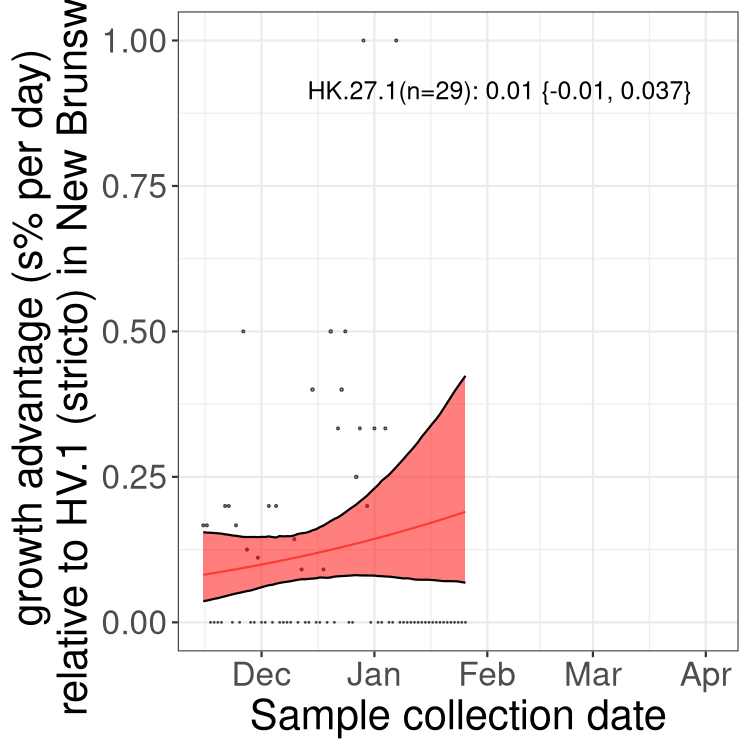 growth advantage (s% per day)
relative to HV.1 (stricto) in New Brunsw
1.00
0.75
0.50
0.25
0.00
HK.27.1(n=29): 0.01 {-0.01, 0.037}
Dec Jan Feb Mar Apr
Sample collection date